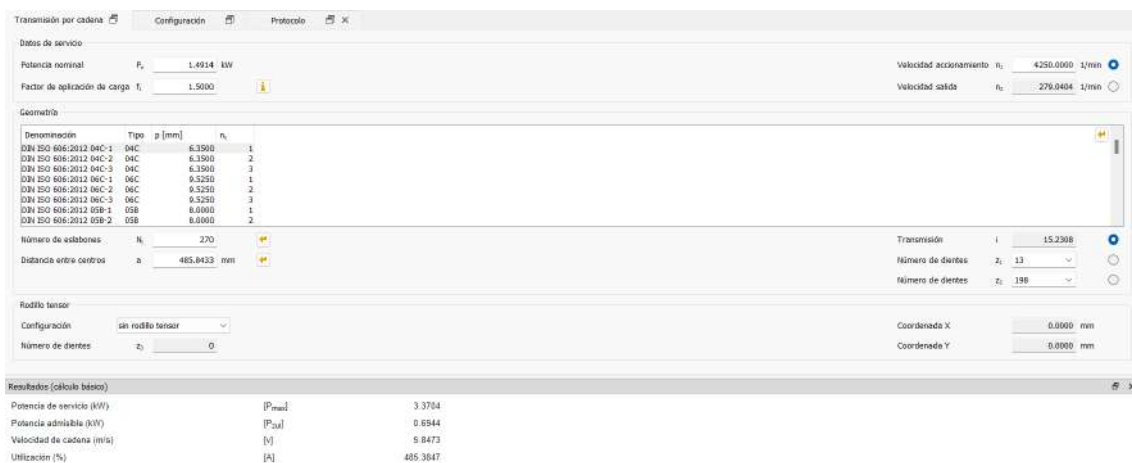 Transmisión por cadena Configuración Protocolo
Datos de servicio
Potencia nominal 1.4914 kW Velocidad accionamiento n₁ 4250.0000 1/min
Factor de aplicación de carga f₁ 1.5000 Velocidad salida n₂ 279.0404 1/min
Geometría
Denominación Tipo p [mm]
DIN ISO 606:2012 04C-1 04C 6.3500 1
DIN ISO 606:2012 04C-2 04C 6.3500 2
DIN ISO 606:2012 04C-3 04C 6.3500 3
DIN ISO 606:2012 06C-1 06C 9.5250 1
DIN ISO 606:2012 06C-2 06C 9.5250 2
DIN ISO 606:2012 06C-3 06C 9.5250 3
DIN ISO 606:2012 05B-1 05B 8.0000 1
DIN ISO 606:2012 05B-2 05B 8.0000 2
Número de eslabones 270 Transmisión i 15.2308
Distancia entre centros a 485.8433 mm Número de dientes z₁ 13
Número de dientes z₂ 198
Rodillo tensor
Configuración sin rodillo tensor Coordenada X 0.0000 mm
Número de dientes 0 Coordenada Y 0.0000 mm
Resultados (cálculo básico)
Potencia de servicio (kW) [Pmax] 3.3704
Potencia admisible (kW) [Pzul] 0.6944
Velocidad de cadena (m/s) [v] 5.8473
Utilización (%) [A] 485.3847